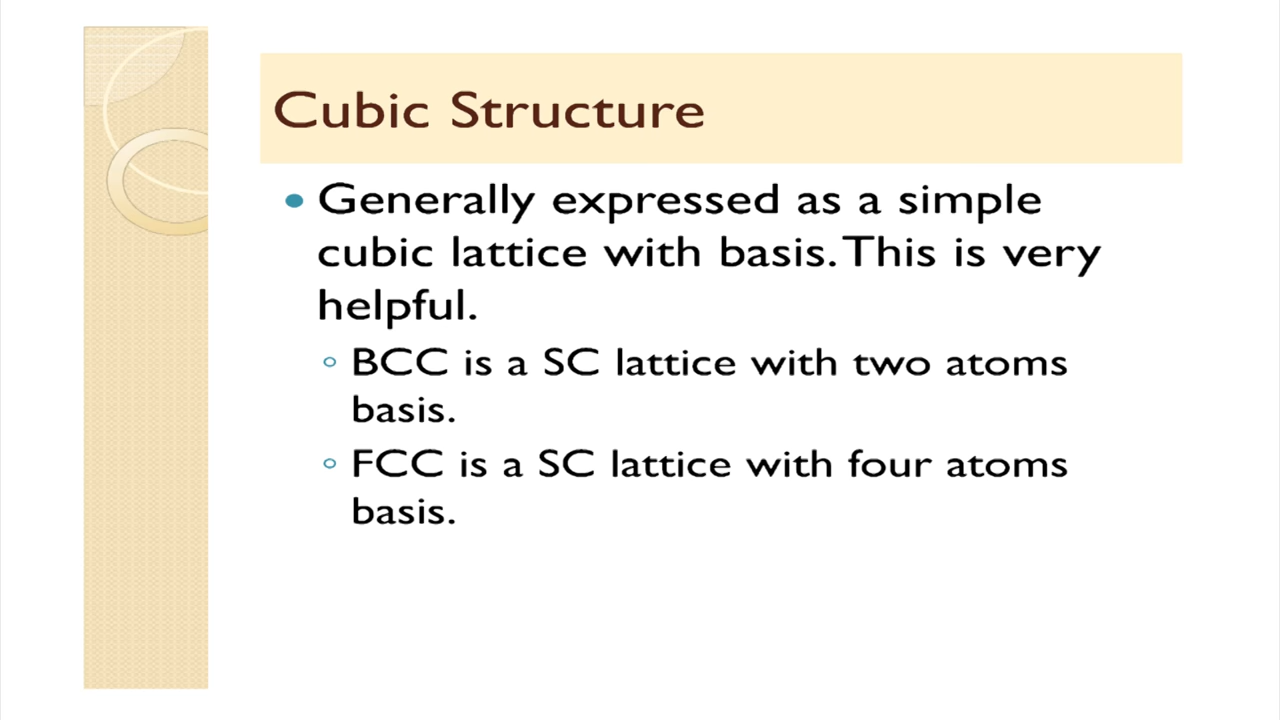 Cubic Structure
Generally expressed as a simple
cubic lattice with basis. This is very
helpful.
BCC is a SC lattice with two atoms
basis.
FCC is a SC lattice with four atoms
basis.